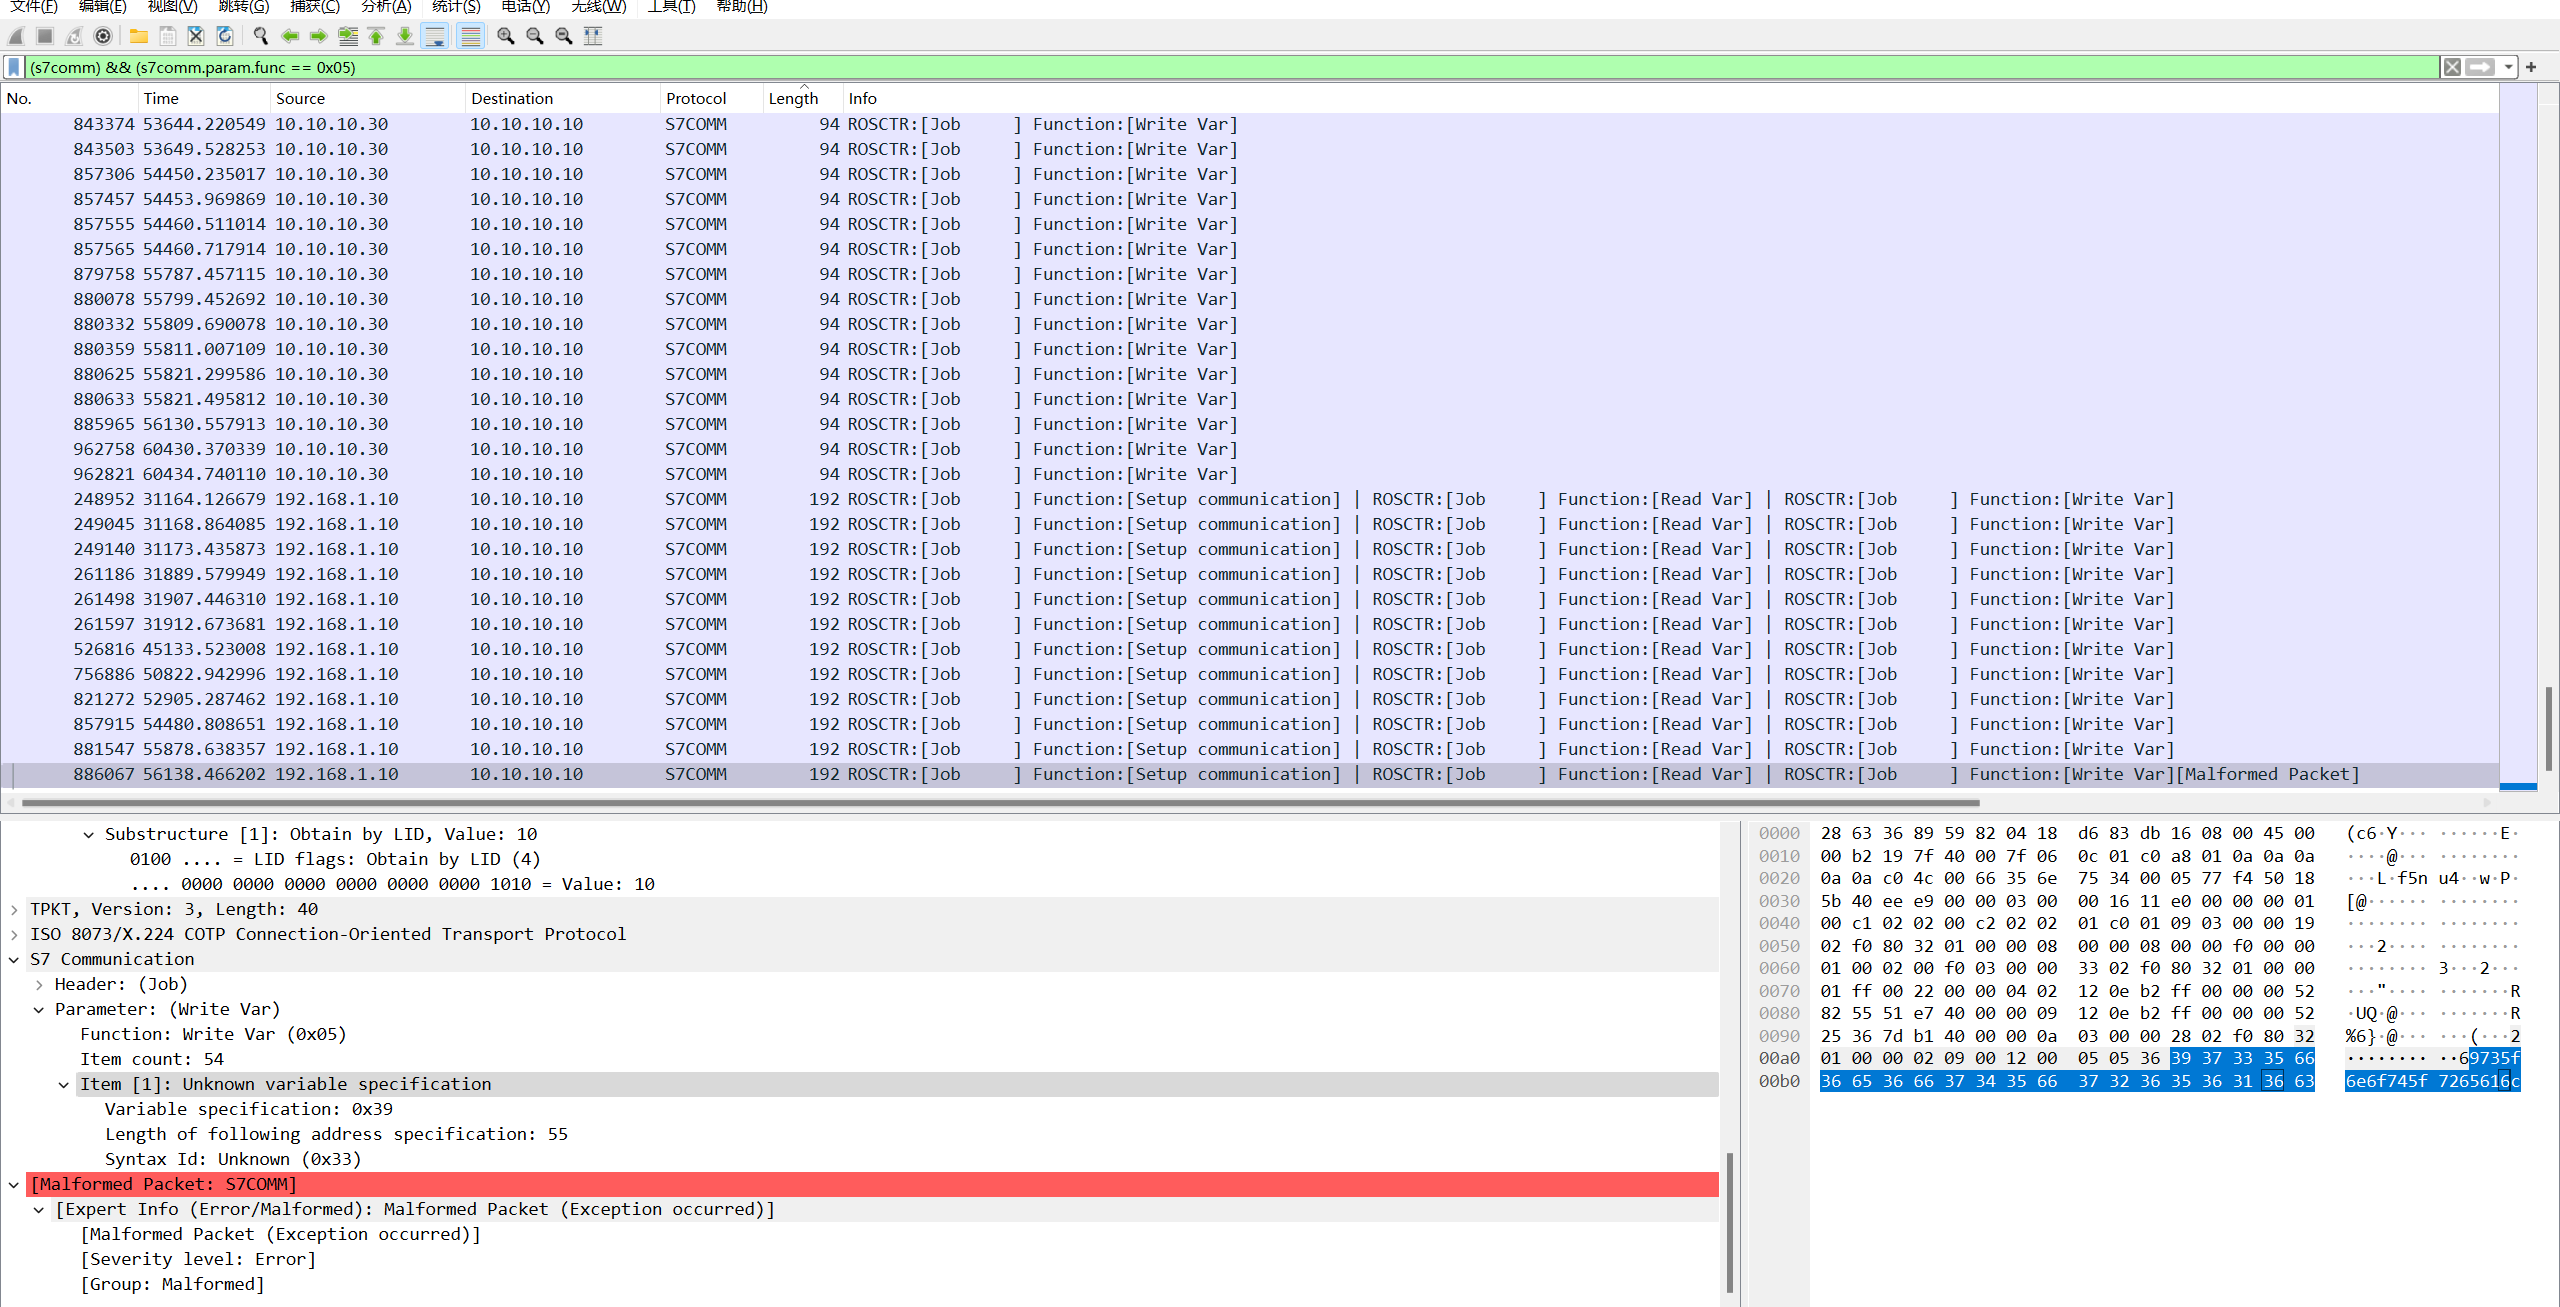 文件(F) 编辑(E) 视图(V) 跳转(G) 捕获(C) 分析(A) 统计(S) 电话(Y) 无线(W) 工具(T) 帮助(H)
(s7comm) && (s7comm.param.func == 0x05)
No. Time Source Destination Protocol Length Info
843374 53644.220549 10.10.10.30 10.10.10.10 S7COMM 94 ROSCTR:[Job ] Function:[Write Var]
843503 53649.528253 10.10.10.30 10.10.10.10 S7COMM 94 ROSCTR:[Job ] Function:[Write Var]
857306 54450.235017 10.10.10.30 10.10.10.10 S7COMM 94 ROSCTR:[Job ] Function:[Write Var]
857457 54453.969869 10.10.10.30 10.10.10.10 S7COMM 94 ROSCTR:[Job ] Function:[Write Var]
857555 54460.511014 10.10.10.30 10.10.10.10 S7COMM 94 ROSCTR:[Job ] Function:[Write Var]
857565 54460.717914 10.10.10.30 10.10.10.10 S7COMM 94 ROSCTR:[Job ] Function:[Write Var]
879758 55787.457115 10.10.10.30 10.10.10.10 S7COMM 94 ROSCTR:[Job ] Function:[Write Var]
880078 55799.452692 10.10.10.30 10.10.10.10 S7COMM 94 ROSCTR:[Job ] Function:[Write Var]
880332 55809.690078 10.10.10.30 10.10.10.10 S7COMM 94 ROSCTR:[Job ] Function:[Write Var]
880359 55811.007109 10.10.10.30 10.10.10.10 S7COMM 94 ROSCTR:[Job ] Function:[Write Var]
880625 55821.299586 10.10.10.30 10.10.10.10 S7COMM 94 ROSCTR:[Job ] Function:[Write Var]
880633 55821.495812 10.10.10.30 10.10.10.10 S7COMM 94 ROSCTR:[Job ] Function:[Write Var]
885965 56130.557913 10.10.10.30 10.10.10.10 S7COMM 94 ROSCTR:[Job ] Function:[Write Var]
962758 60430.370339 10.10.10.30 10.10.10.10 S7COMM 94 ROSCTR:[Job ] Function:[Write Var]
962821 60434.740110 10.10.10.30 10.10.10.10 S7COMM 94 ROSCTR:[Job ] Function:[Write Var]
248952 31164.126679 192.168.1.10 10.10.10.10 S7COMM 192 ROSCTR:[Job ] Function:[Setup communication] | ROSCTR:[Job ] Function:[Read Var] | ROSCTR:[Job ] Function:[Write Var]
249045 31168.864085 192.168.1.10 10.10.10.10 S7COMM 192 ROSCTR:[Job ] Function:[Setup communication] | ROSCTR:[Job ] Function:[Read Var] | ROSCTR:[Job ] Function:[Write Var]
249140 31173.435873 192.168.1.10 10.10.10.10 S7COMM 192 ROSCTR:[Job ] Function:[Setup communication] | ROSCTR:[Job ] Function:[Read Var] | ROSCTR:[Job ] Function:[Write Var]
261186 31889.579949 192.168.1.10 10.10.10.10 S7COMM 192 ROSCTR:[Job ] Function:[Setup communication] | ROSCTR:[Job ] Function:[Read Var] | ROSCTR:[Job ] Function:[Write Var]
261498 31907.446310 192.168.1.10 10.10.10.10 S7COMM 192 ROSCTR:[Job ] Function:[Setup communication] | ROSCTR:[Job ] Function:[Read Var] | ROSCTR:[Job ] Function:[Write Var]
261597 31912.673681 192.168.1.10 10.10.10.10 S7COMM 192 ROSCTR:[Job ] Function:[Setup communication] | ROSCTR:[Job ] Function:[Read Var] | ROSCTR:[Job ] Function:[Write Var]
526816 45133.523008 192.168.1.10 10.10.10.10 S7COMM 192 ROSCTR:[Job ] Function:[Setup communication] | ROSCTR:[Job ] Function:[Read Var] | ROSCTR:[Job ] Function:[Write Var]
756886 50822.942996 192.168.1.10 10.10.10.10 S7COMM 192 ROSCTR:[Job ] Function:[Setup communication] | ROSCTR:[Job ] Function:[Read Var] | ROSCTR:[Job ] Function:[Write Var]
821272 52905.287462 192.168.1.10 10.10.10.10 S7COMM 192 ROSCTR:[Job ] Function:[Setup communication] | ROSCTR:[Job ] Function:[Read Var] | ROSCTR:[Job ] Function:[Write Var]
857915 54480.808651 192.168.1.10 10.10.10.10 S7COMM 192 ROSCTR:[Job ] Function:[Setup communication] | ROSCTR:[Job ] Function:[Read Var] | ROSCTR:[Job ] Function:[Write Var]
881547 55878.638357 192.168.1.10 10.10.10.10 S7COMM 192 ROSCTR:[Job ] Function:[Setup communication] | ROSCTR:[Job ] Function:[Read Var] | ROSCTR:[Job ] Function:[Write Var]
886067 56138.466202 192.168.1.10 10.10.10.10 S7COMM 192 ROSCTR:[Job ] Function:[Setup communication] | ROSCTR:[Job ] Function:[Read Var] | ROSCTR:[Job ] Function:[Write Var][Malformed Packet]
Substructure [1]: Obtain by LID, Value: 10
0100 .... = LID flags: Obtain by LID (4)
.... 0000 0000 0000 0000 0000 0000 1010 = Value: 10
TPKT, Version: 3, Length: 40
ISO 8073/X.224 COTP Connection-Oriented Transport Protocol
S7 Communication
Header: (Job)
Parameter: (Write Var)
Function: Write Var (0x05)
Item count: 54
Item [1]: Unknown variable specification
Variable specification: 0x39
Length of following address specification: 55
Syntax Id: Unknown (0x33)
[Malformed Packet: S7COMM]
[Expert Info (Error/Malformed): Malformed Packet (Exception occurred)]
[Malformed Packet (Exception occurred)]
[Severity level: Error]
[Group: Malformed]
0000 28 63 36 89 59 82 04 18 d6 83 db 16 08 00 45 00 (c6·Y··· ······E·
0010 00 b2 19 7f 40 00 7f 06 0c 01 c0 a8 01 0a 0a 0a ····@··· ········
0020 0a 0a c0 4c 00 66 35 6e 75 34 00 05 77 f4 50 18 ···L·f5n u4··w·P·
0030 5b 40 ee e9 00 00 03 00 00 16 11 e0 00 00 00 01 [@······ ········
0040 00 c1 02 02 00 c2 02 02 01 c0 01 09 03 00 00 19 ········ ········
0050 02 f0 80 32 01 00 00 08 00 00 08 00 00 f0 00 00 ···2···· ········
0060 01 00 02 00 f0 03 00 00 33 02 f0 80 32 01 00 00 ········ 3···2···
0070 01 ff 00 22 00 00 04 02 12 0e b2 ff 00 00 00 52 ···"···· ·······R
0080 82 55 51 e7 40 00 00 09 12 0e b2 ff 00 00 00 52 ·UQ·@··· ·······R
0090 25 36 7d b1 40 00 00 0a 03 00 00 28 02 f0 80 32 %6}·@··· ···(···2
00a0 01 00 00 02 09 00 12 00 05 05 36 39 37 33 35 66 ········ ··69735f
00b0 36 65 36 66 37 34 35 66 37 32 36 35 36 31 36 63 6e6f745f 7265616c